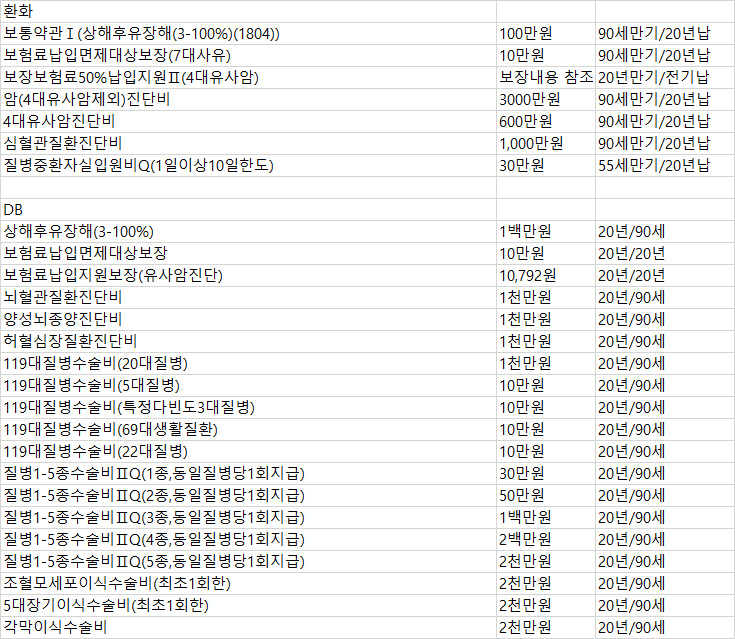 환화
보통약관Ⅰ(상해후유장해(3-100%)(1804)) 100만원 90세만기/20년납
보험료납입면제대상보장(7대사유) 10만원 90세만기/20년납
보장보험료50%납입지원Ⅱ(4대유사암) 보장내용 참조 20년만기/전기납
암(4대유사암제외)진단비 3000만원 90세만기/20년납
4대유사암진단비 600만원 90세만기/20년납
심혈관질환진단비 1,000만원 90세만기/20년납
질병중환자실입원비Q(1일이상10일한도) 30만원 55세만기/20년납
DB
상해후유장해(3-100%) 1백만원 20년/90세
보험료납입면제대상보장 10만원 20년/20년
보험료납입지원보장(유사암진단) 10,792원 20년/20년
뇌혈관질환진단비 1천만원 20년/90세
양성뇌종양진단비 1천만원 20년/90세
허혈심장질환진단비 1천만원 20년/90세
119대질병수술비(20대질병) 1천만원 20년/90세
119대질병수술비(5대질병) 10만원 20년/90세
119대질병수술비(특정다빈도3대질병) 10만원 20년/90세
119대질병수술비(69대생활질환) 10만원 20년/90세
119대질병수술비(22대질병) 10만원 20년/90세
질병1-5종수술비ⅡQ(1종,동일질병당1회지급) 30만원 20년/90세
질병1-5종수술비ⅡQ(2종,동일질병당1회지급) 50만원 20년/90세
질병1-5종수술비ⅡQ(3종,동일질병당1회지급) 1백만원 20년/90세
질병1-5종수술비ⅡQ(4종,동일질병당1회지급) 2백만원 20년/90세
질병1-5종수술비ⅡQ(5종,동일질병당1회지급) 2천만원 20년/90세
조혈모세포이식수술비(최초1회한) 2천만원 20년/90세
5대장기이식수술비(최초1회한) 2천만원 20년/90세
각막이식수술비 2천만원 20년/90세